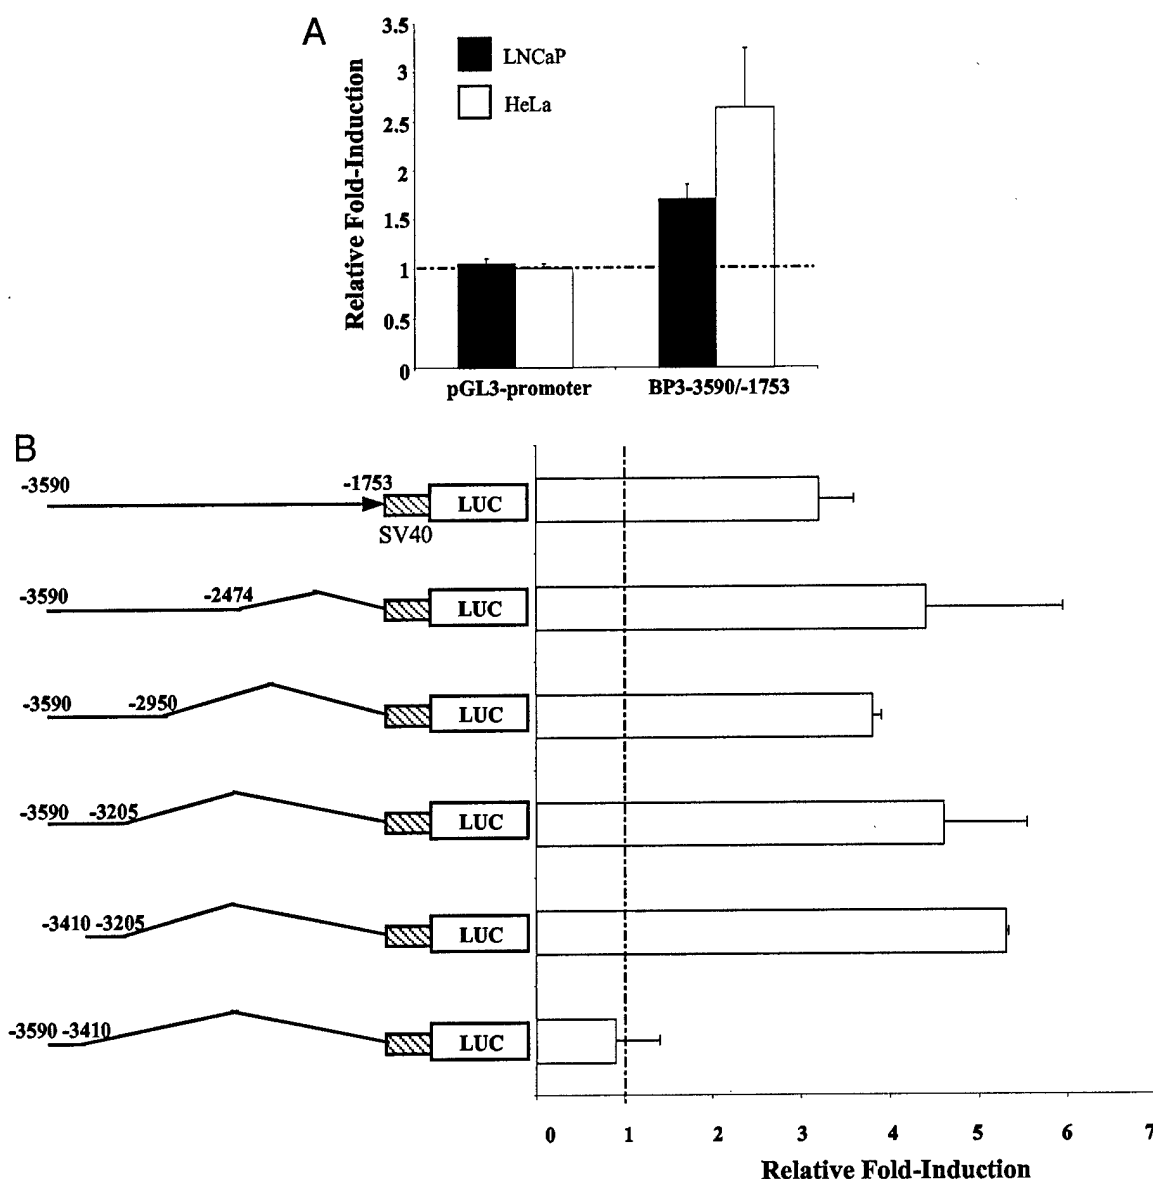 A
Relative Fold-Induction
3.5
3
2.5
2
1.5
1
0.5
0
LNCaP
HeLa
pGL3-promoter
BP3-3590/-1753
B
-3590
-1753
SV40
LUC
-3590
-2474
LUC
-3590
-2950
LUC
-3590
-3205
LUC
-3410
-3205
LUC
-3590
-3410
LUC
0
1
2
3
4
5
6
7
Relative Fold-Induction